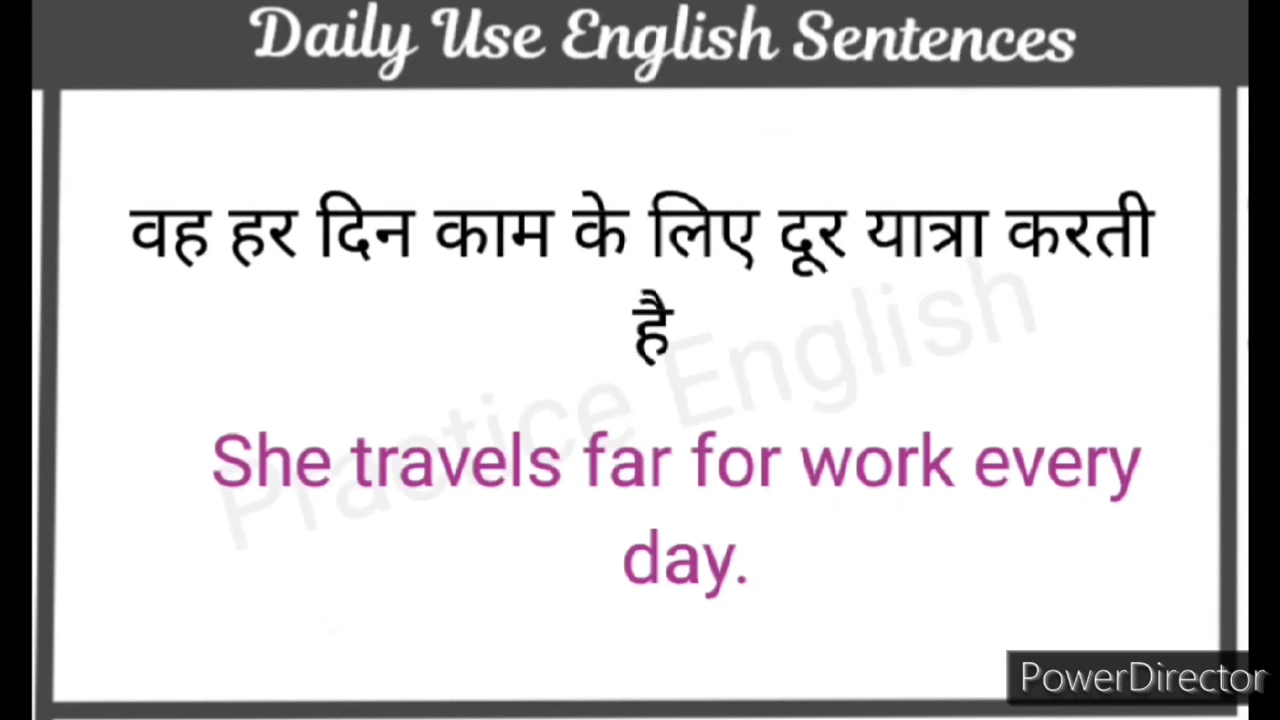 Daily Use English Sentences
वह हर दिन काम के लिए दूर यात्रा करती
है
Practice English
She travels far for work every
day.
PowerDirector